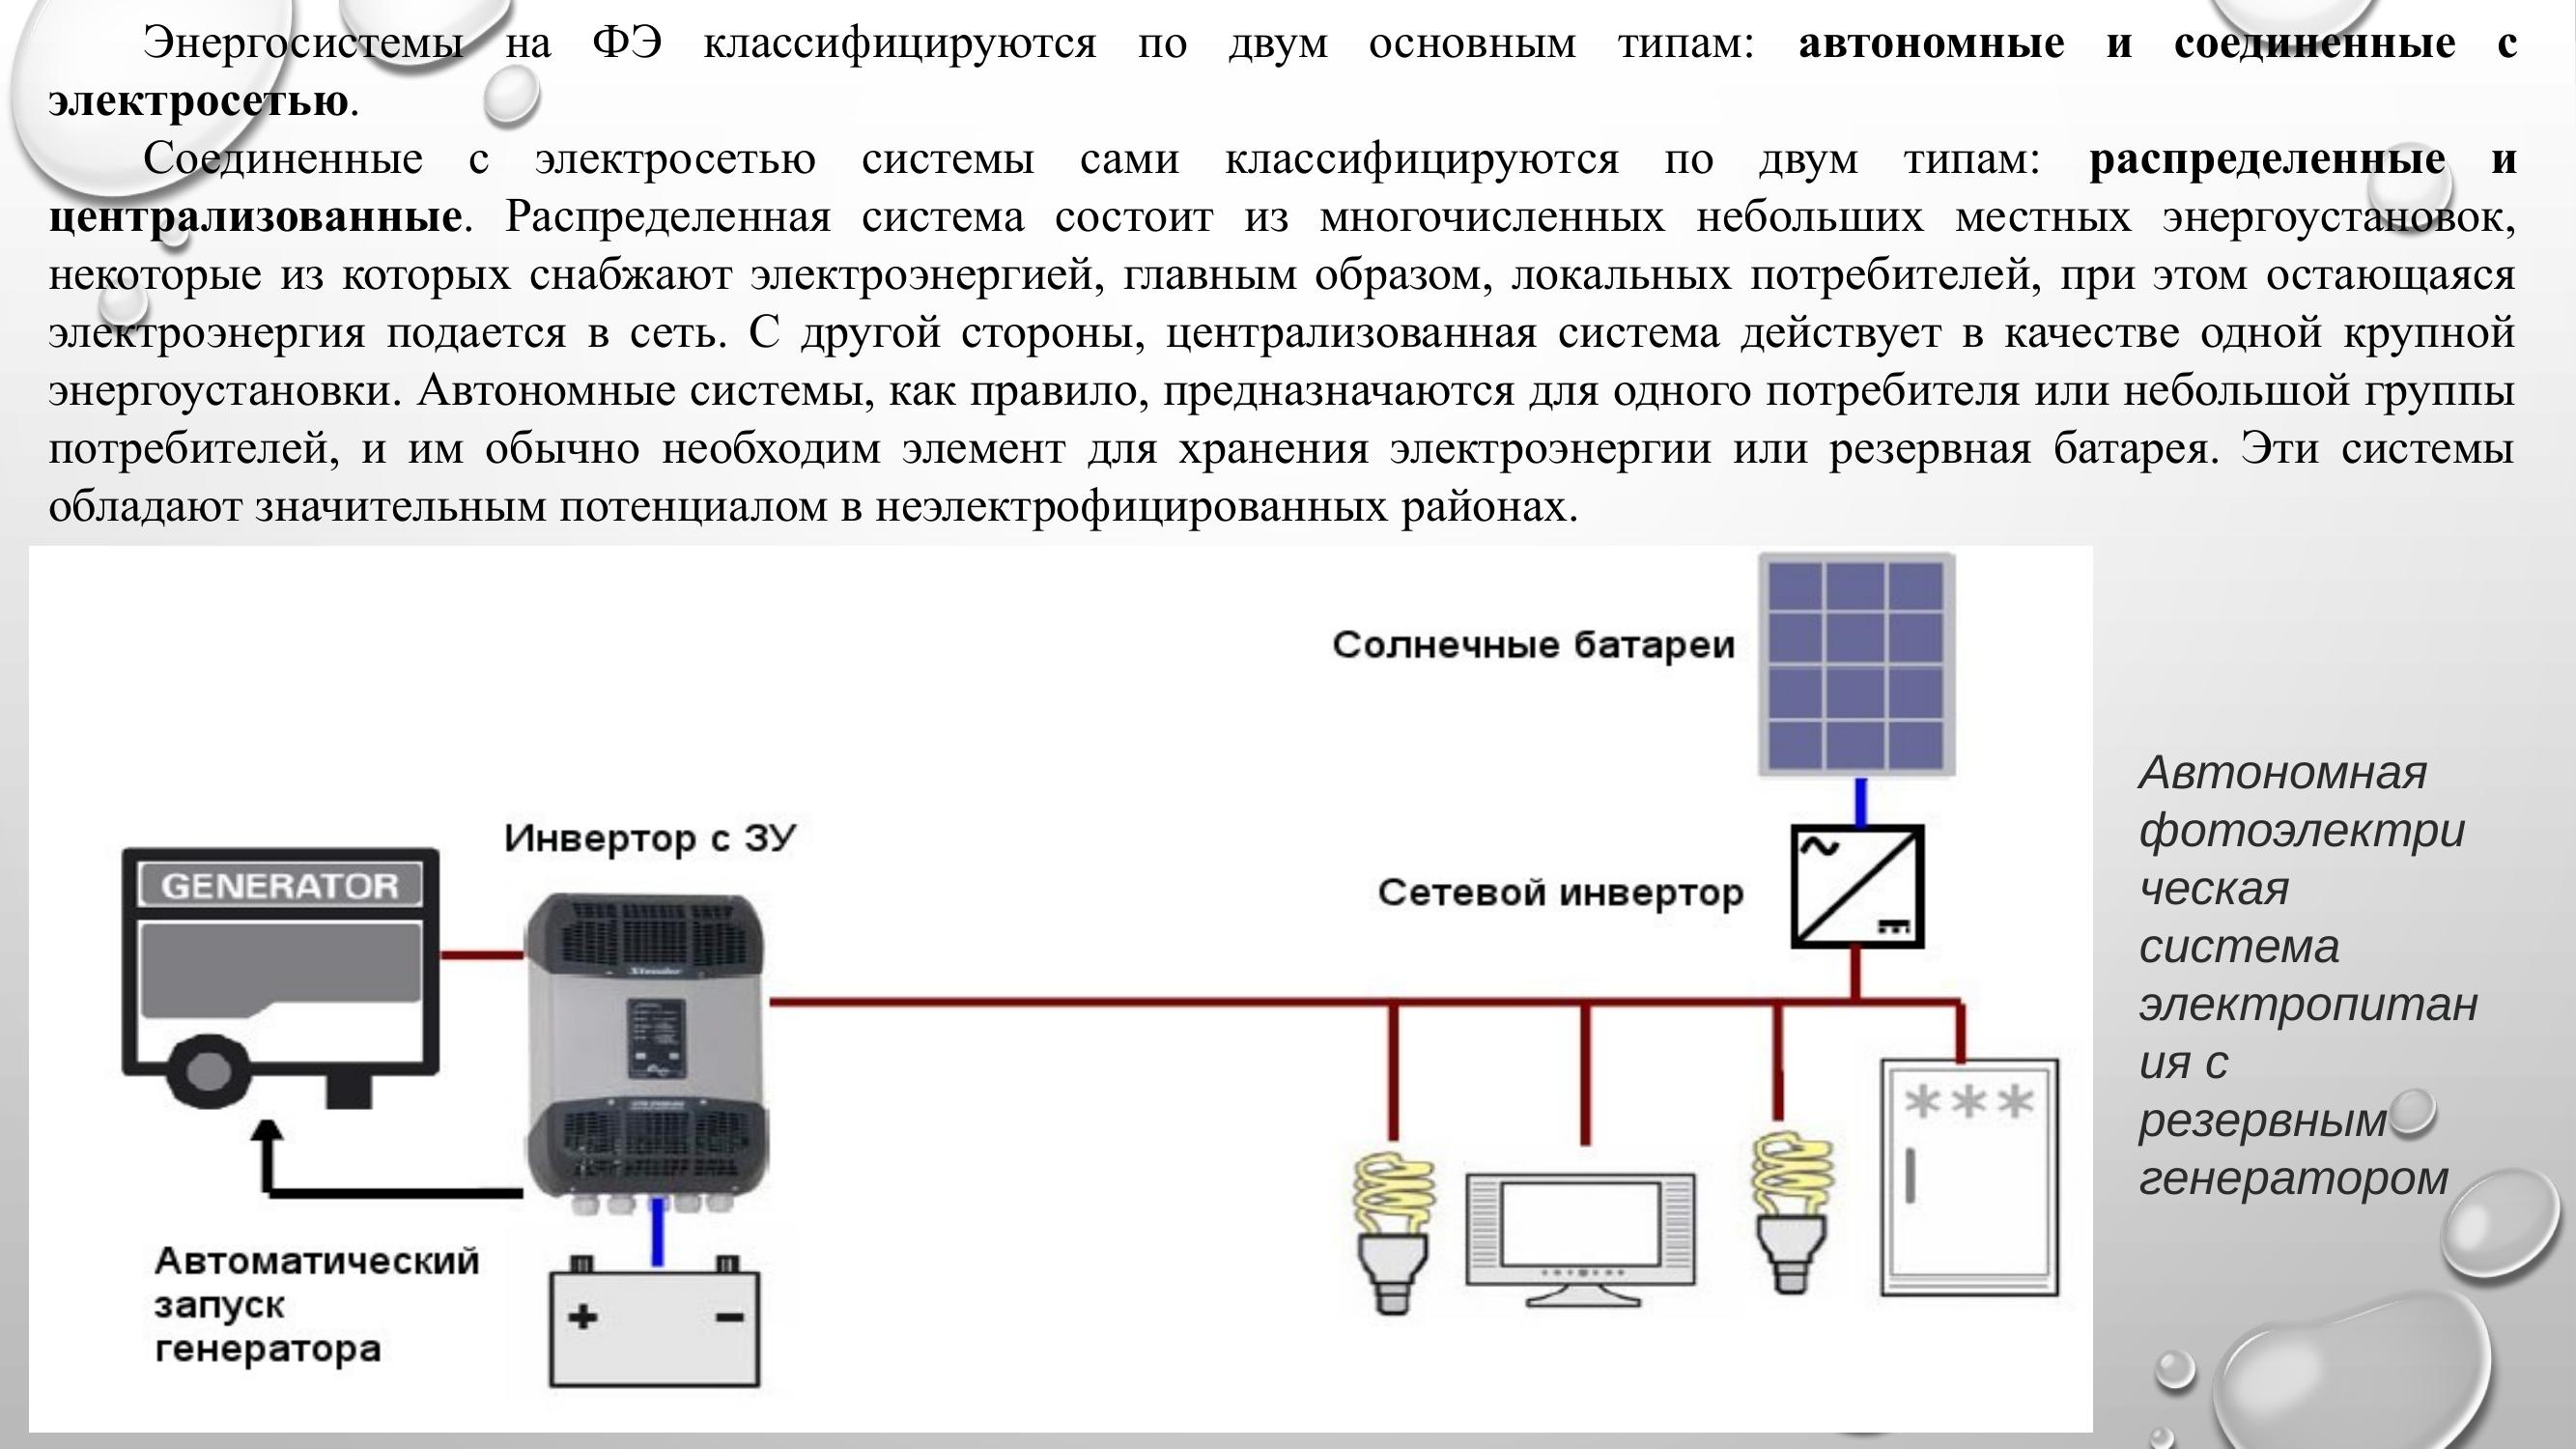 Энергосистемы на ФЭ классифицируются по двум основным типам: автономные и соединенные с
электросетью.
Соединенные с электросетью системы сами классифицируются по двум типам: распределенные и
централизованные. Распределенная система состоит из многочисленных небольших местных энергоустановок,
некоторые из которых снабжают электроэнергией, главным образом, локальных потребителей, при этом остающаяся
электроэнергия подается в сеть. С другой стороны, централизованная система действует в качестве одной крупной
энергоустановки. Автономные системы, как правило, предназначаются для одного потребителя или небольшой группы
потребителей, и им обычно необходим элемент для хранения электроэнергии или резервная батарея. Эти системы
обладают значительным потенциалом в неэлектрофицированных районах.
Солнечные батареи
Инвертор с ЗУ
GENERATOR
Сетевой инвертор
Автоматический
запуск
генератора
+ –
Автономная
фотоэлектри
ческая
система
электропитан
ия с
резервным
генератором